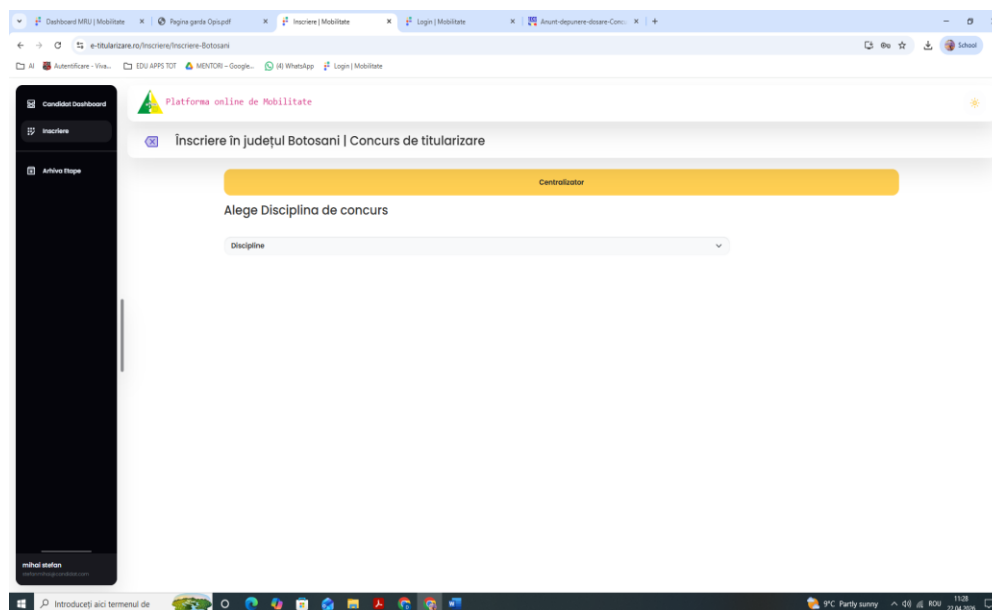 Dashboard MRU | Mobilitate
Pagina garda Opis.pdf
Inscriere | Mobilitate
Login | Mobilitate
Anunt-depunere-dosare-Conc
e-titularizare.ro/Inscriere/Inscriere-Botosani
School
AI
Autentificare - Viva...
EDU APPS TOT
MENTORI – Google...
(4) WhatsApp
Login | Mobilitate
Candidat Dashboard
Inscriere
Arhiva Etape
Platforma online de Mobilitate
Înscriere în județul Botosani | Concurs de titularizare
Centralizator
Alege Disciplina de concurs
Discipline
mihai stefan
Introduceți aici termenul de
9°C Partly sunny
ROU
11:28
22.04.2026